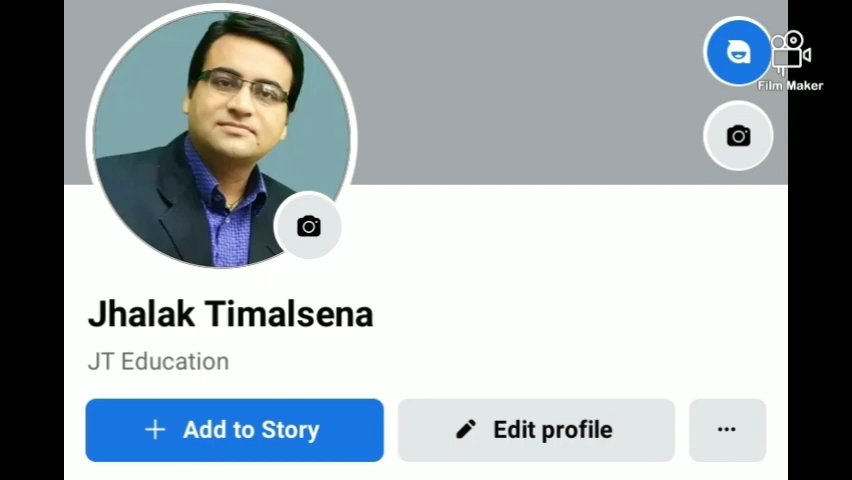 Film Maker
Jhalak Timalsena
JT Education
+ Add to Story
Edit profile
...